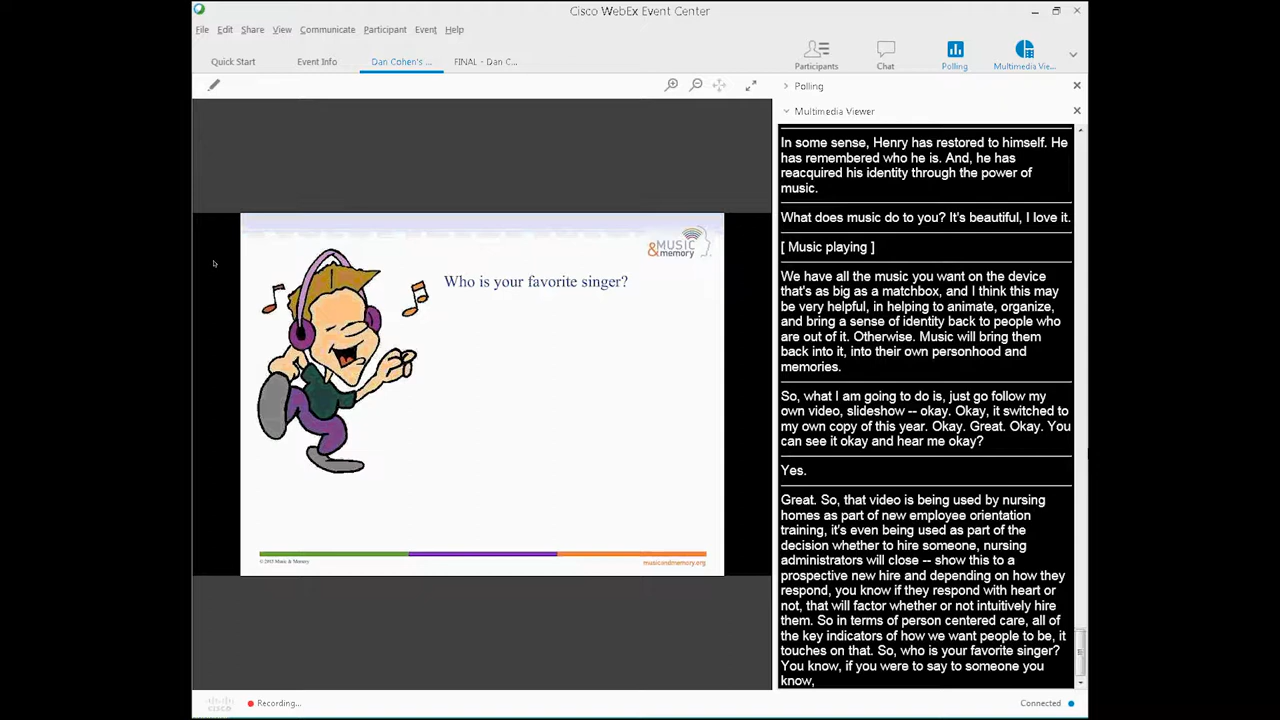 Cisco WebEx Event Center
File Edit Share View Communicate Participant Event Help
Quick Start Event Info Dan Cohen's ... FINAL - Dan C...
Participants Chat Polling Multimedia Vie...
Polling
Multimedia Viewer
MUSIC
&memory
Who is your favorite singer?
© 2015 Music & Memory
musicandmemory.org
In some sense, Henry has restored to himself. He
has remembered who he is. And, he has
reacquired his identity through the power of
music.
What does music do to you? It's beautiful, I love it.
[ Music playing ]
We have all the music you want on the device
that's as big as a matchbox, and I think this may
be very helpful, in helping to animate, organize,
and bring a sense of identity back to people who
are out of it. Otherwise. Music will bring them
back into it, into their own personhood and
memories.
So, what I am going to do is, just go follow my
own video, slideshow -- okay. Okay, it switched to
my own copy of this year. Okay. Great. Okay. You
can see it okay and hear me okay?
Yes.
Great. So, that video is being used by nursing
homes as part of new employee orientation
training, it's even being used as part of the
decision whether to hire someone, nursing
administrators will close -- show this to a
prospective new hire and depending on how they
respond, you know if they respond with heart or
not, that will factor whether or not intuitively hire
them. So in terms of person centered care, all of
the key indicators of how we want people to be, it
touches on that. So, who is your favorite singer?
You know, if you were to say to someone you
know,
cisco
Recording...
Connected